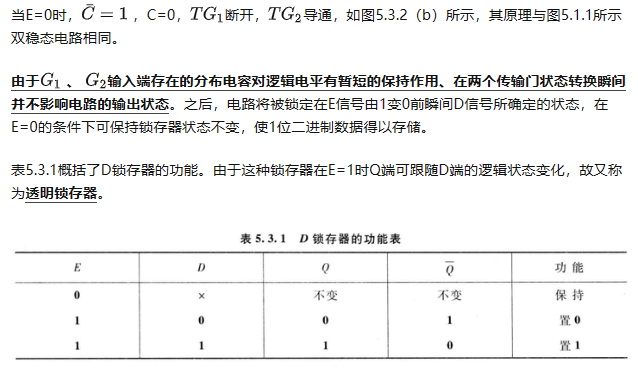 当E=0时，C̄ = 1，C=0，TG₁断开，TG₂导通，如图5.3.2（b）所示，其原理与图5.1.1所示
双稳态电路相同。
由于G₁、G₂输入端存在的分布电容对逻辑电平有暂短的保持作用、在两个传输门状态转换瞬间
并不影响电路的输出状态。之后，电路将被锁定在E信号由1变0前瞬间D信号所确定的状态，在
E=0的条件下可保持锁存器状态不变，使1位二进制数据得以存储。
表5.3.1概括了D锁存器的功能。由于这种锁存器在E=1时Q端可跟随D端的逻辑状态变化，故又称
为透明锁存器。
表 5.3.1 D 锁存器的功能表
E D Q Q̄ 功 能
0 × 不变 不变 保 持
1 0 0 1 置 0
1 1 1 0 置 1